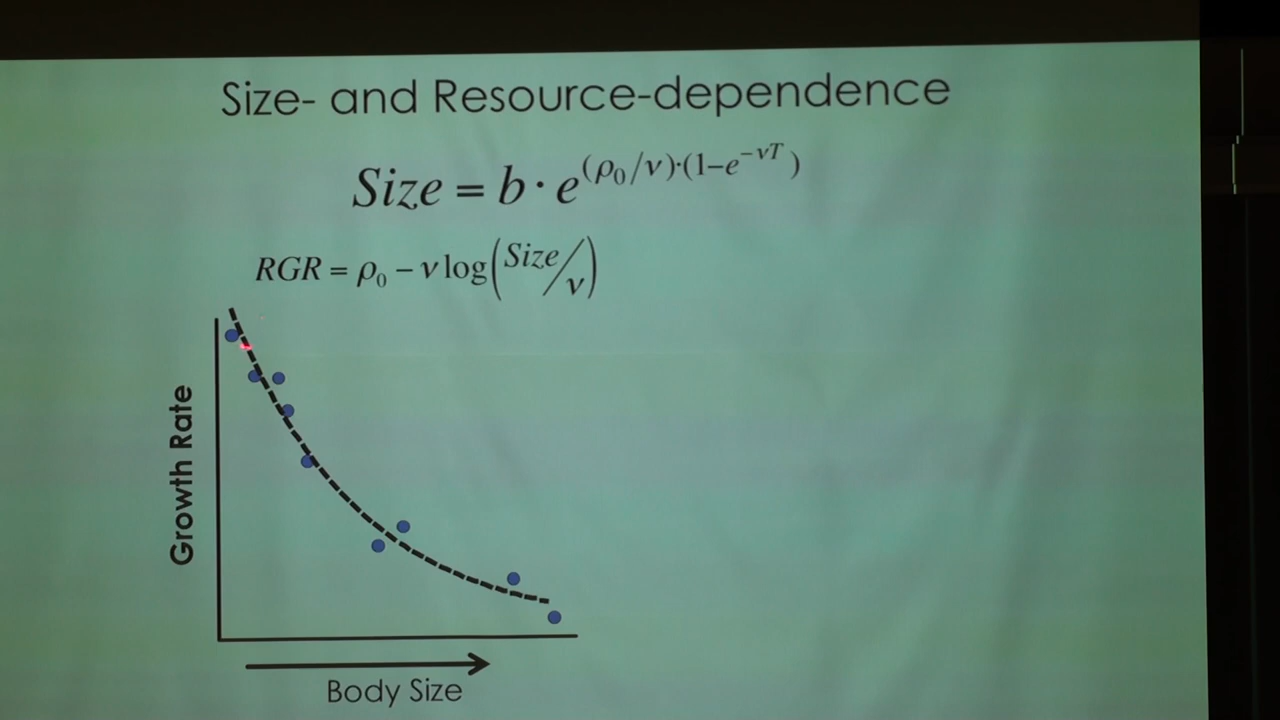 Size- and Resource-dependence
Size = b · e^{(ρ₀/ν)·(1–e^{–νT})}
RGR = ρ₀ – ν log(Size/ν)
Growth Rate
Body Size